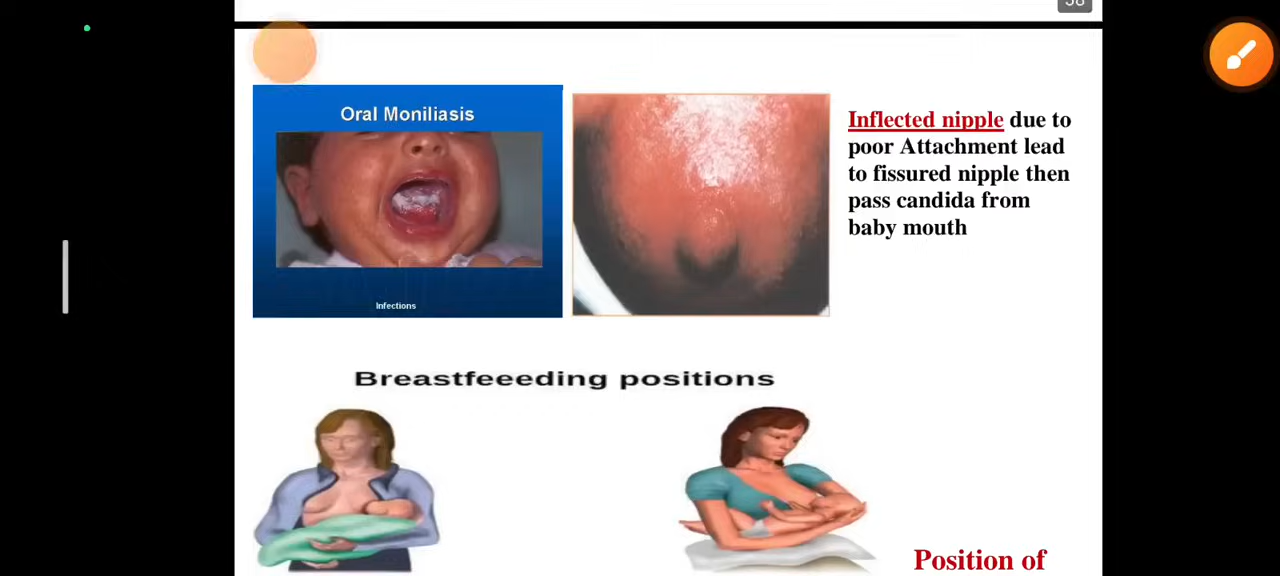 Oral Moniliasis
Infections
Inflected nipple due to
poor Attachment lead
to fissured nipple then
pass candida from
baby mouth
Breastfeeeding positions
Position of